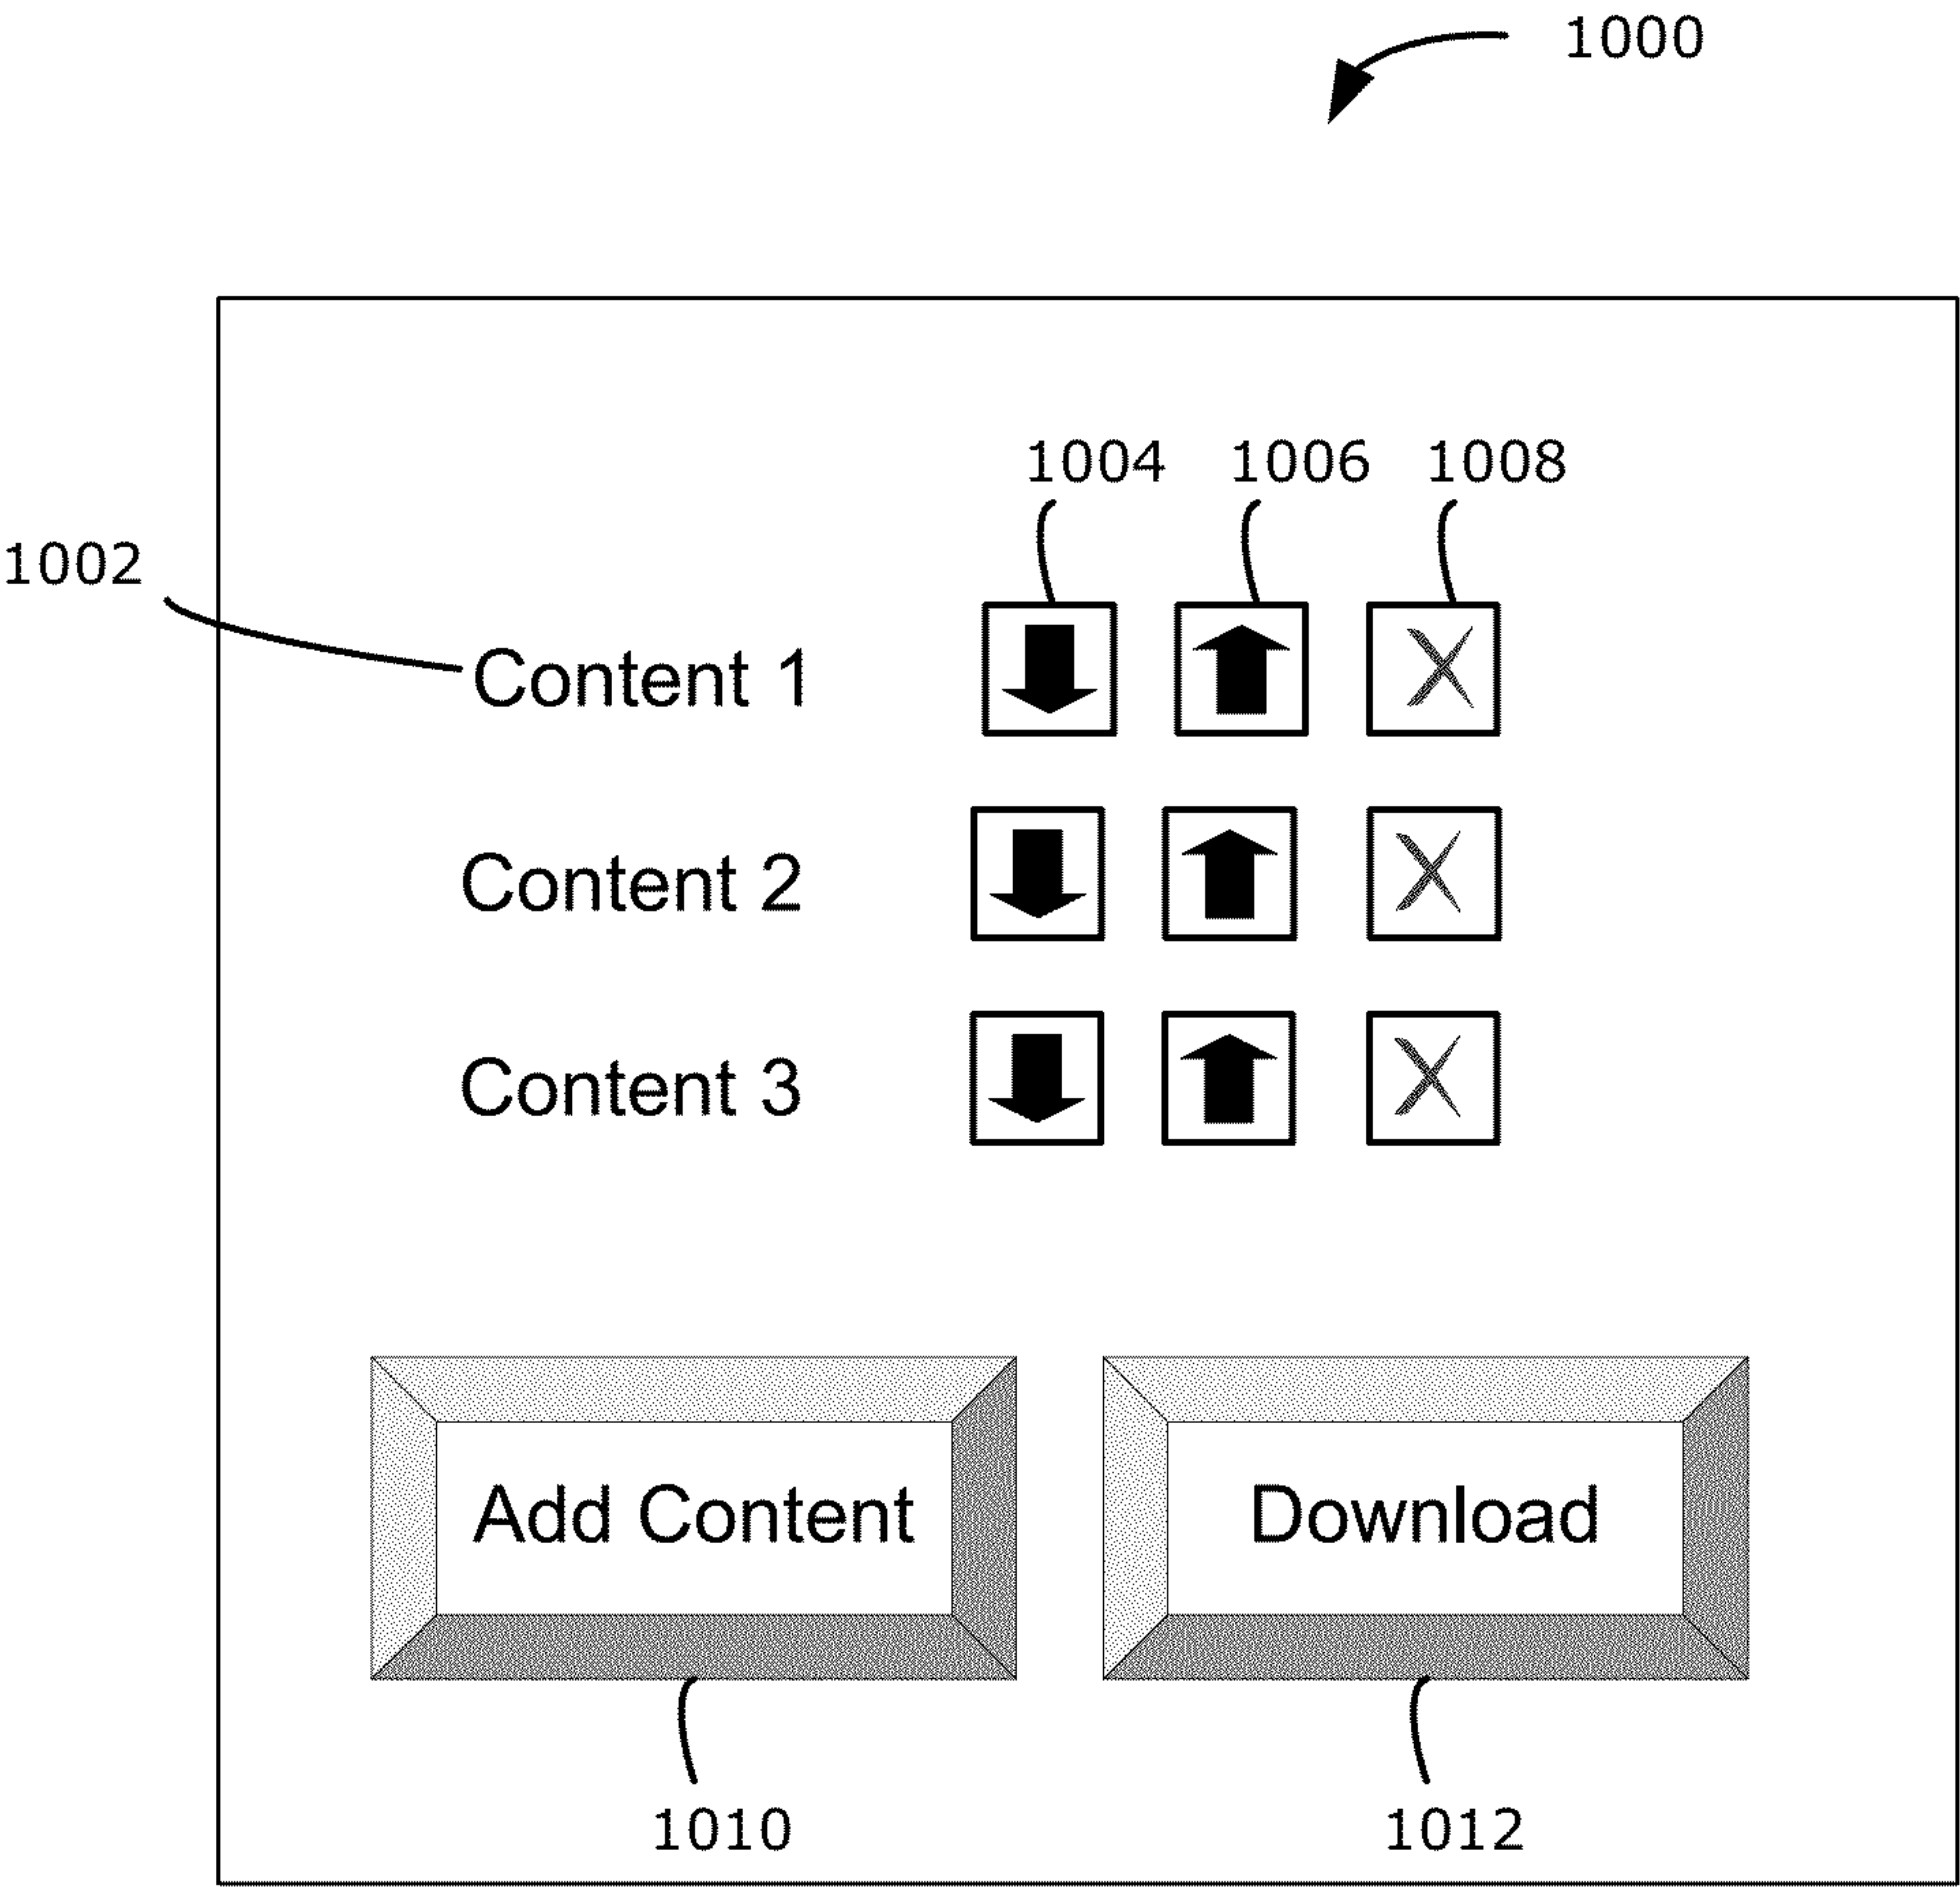 1000
1004 1006 1008
1002
Content 1
Content 2
Content 3
Add Content Download
1010 1012